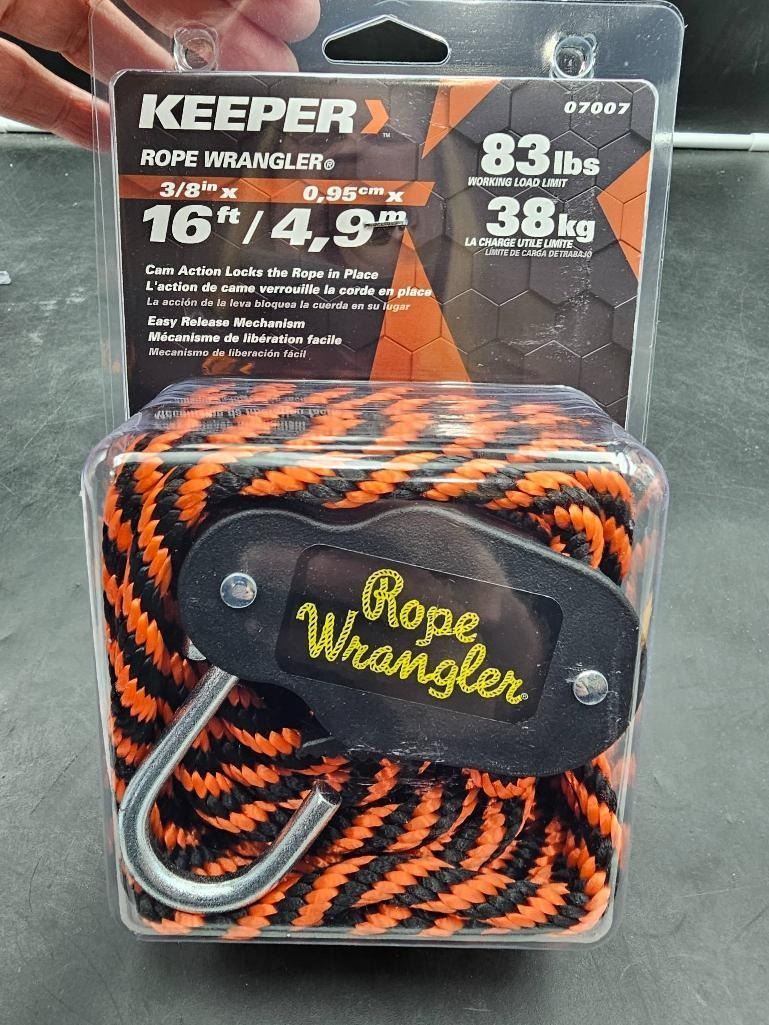 KEEPER
™
07007
ROPE WRANGLER®
3/8in x 0,95cm x
16ft / 4,9m
83lbs
WORKING LOAD LIMIT
38kg
LA CHARGE UTILE LIMITE
LÍMITE DE CARGA DETRABAJO
Cam Action Locks the Rope in Place
L'action de came verrouille la corde en place
La acción de la leva bloquea la cuerda en su lugar
Easy Release Mechanism
Mécanisme de libération facile
Mecanismo de liberación fácil
Rope
Wrangler®